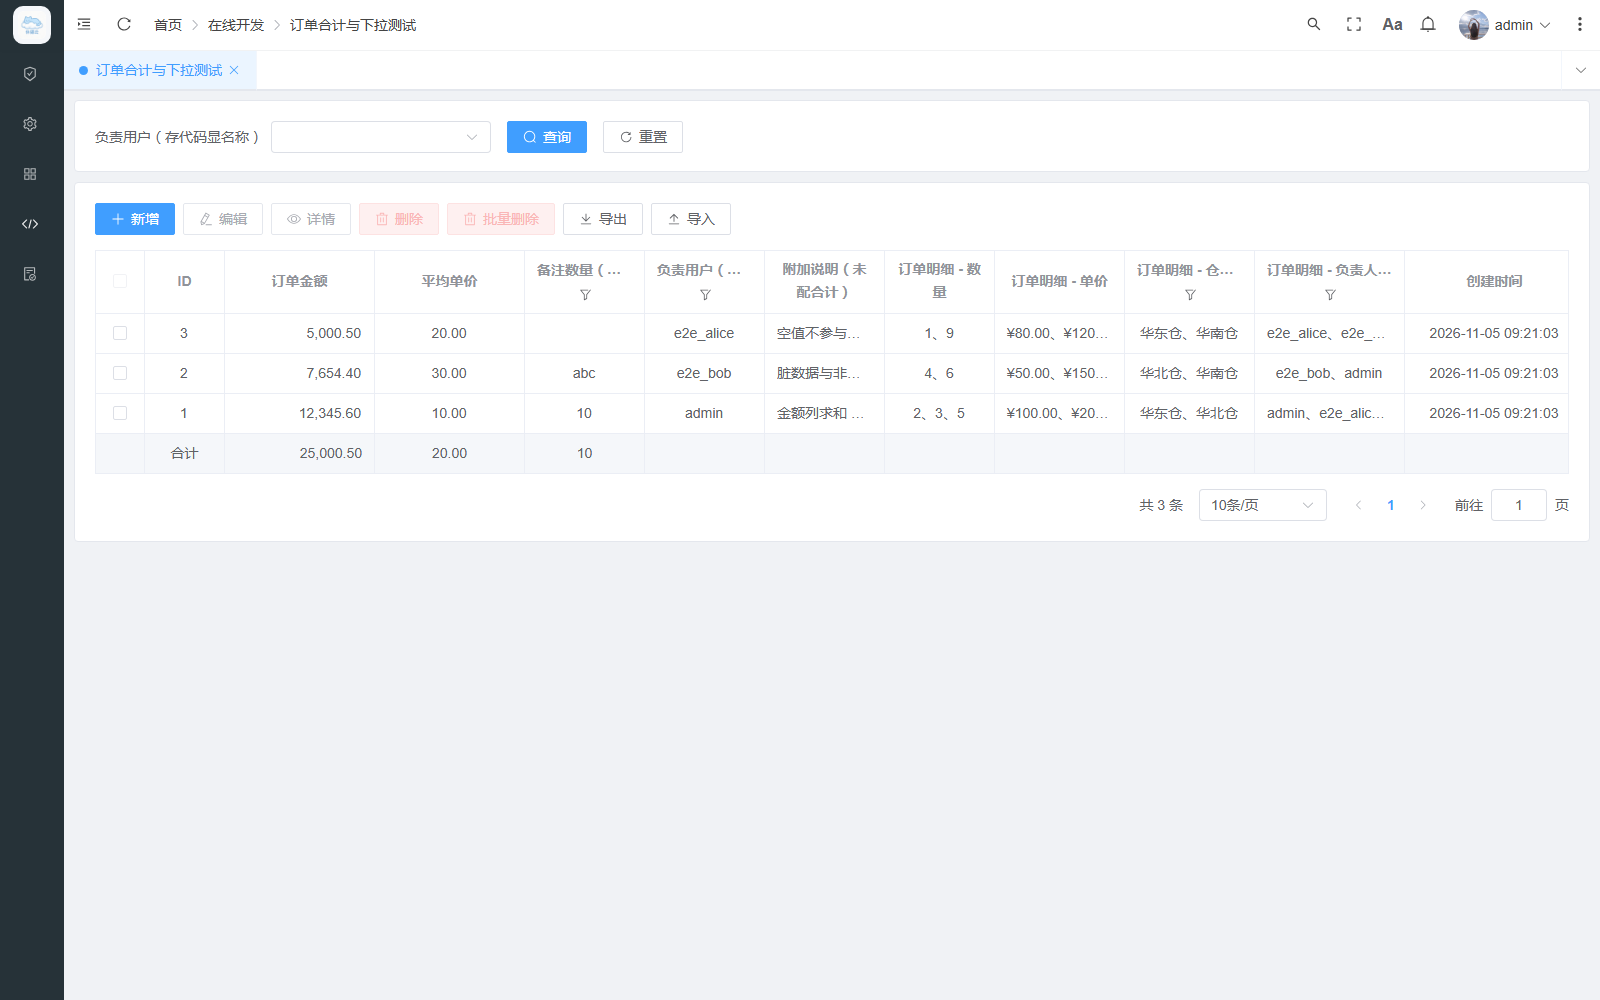 首页
在线开发
订单合计与下拉测试
Aa
admin
订单合计与下拉测试
负责用户（存代码显名称）
查询
重置
新增
编辑
详情
删除
批量删除
导出
导入
ID
订单金额
平均单价
备注数量（...
负责用户（...
附加说明（未
配合计）
订单明细 - 数
量
订单明细 - 单价
订单明细 - 仓...
订单明细 - 负责人...
创建时间
3
5,000.50
20.00
e2e_alice
空值不参与...
1、9
¥80.00、¥120...
华东仓、华南仓
e2e_alice、e2e_...
2026-11-05 09:21:03
2
7,654.40
30.00
abc
e2e_bob
脏数据与非...
4、6
¥50.00、¥150...
华北仓、华南仓
e2e_bob、admin
2026-11-05 09:21:03
1
12,345.60
10.00
10
admin
金额列求和 ...
2、3、5
¥100.00、¥20...
华东仓、华北仓
admin、e2e_alic...
2026-11-05 09:21:03
合计
25,000.50
20.00
10
共 3 条
10条/页
1
前往
1
页